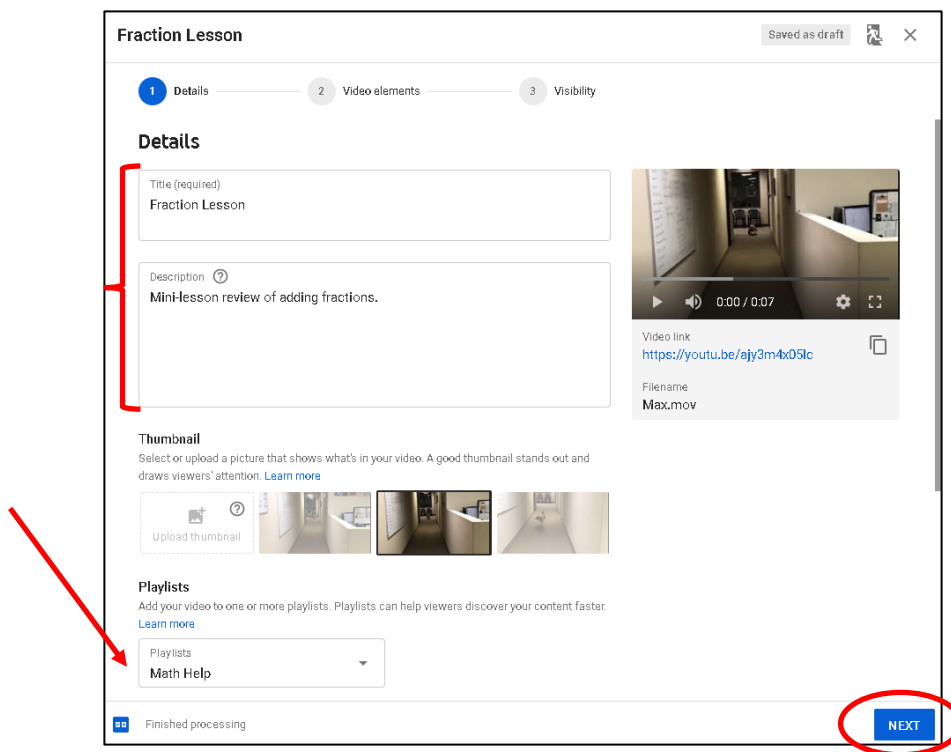 Fraction Lesson
Saved as draft
1 Details
2 Video elements
3 Visibility
Details
Title (required)
Fraction Lesson
Description
Mini-lesson review of adding fractions.
0:00 / 0:07
Video link
https://youtu.be/ajy3m4x05lc
Filename
Max.mov
Thumbnail
Select or upload a picture that shows what's in your video. A good thumbnail stands out and
draws viewers' attention. Learn more
Upload thumbnail
Playlists
Add your video to one or more playlists. Playlists can help viewers discover your content faster.
Learn more
Playlists
Math Help
Finished processing
NEXT